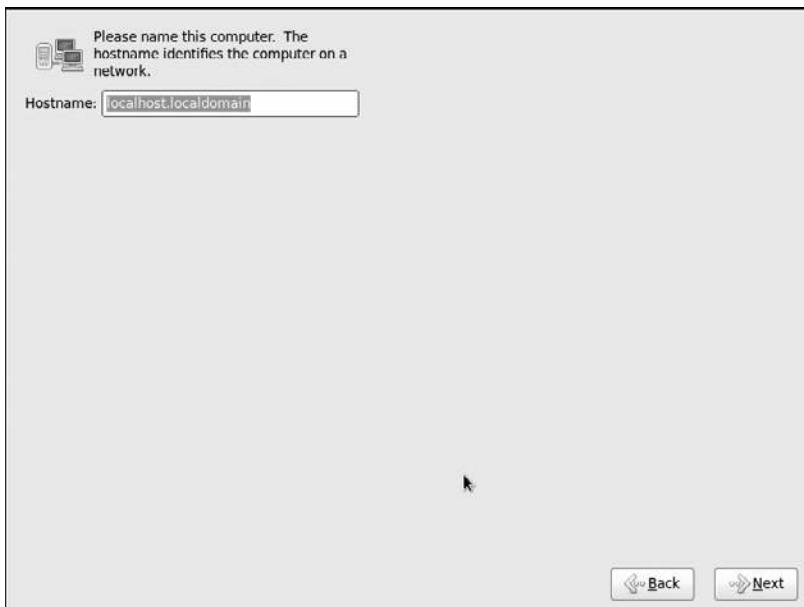 Please name this computer. The
hostname identifies the computer on a
network.
Hostname: localhost.localdomain
Back
Next